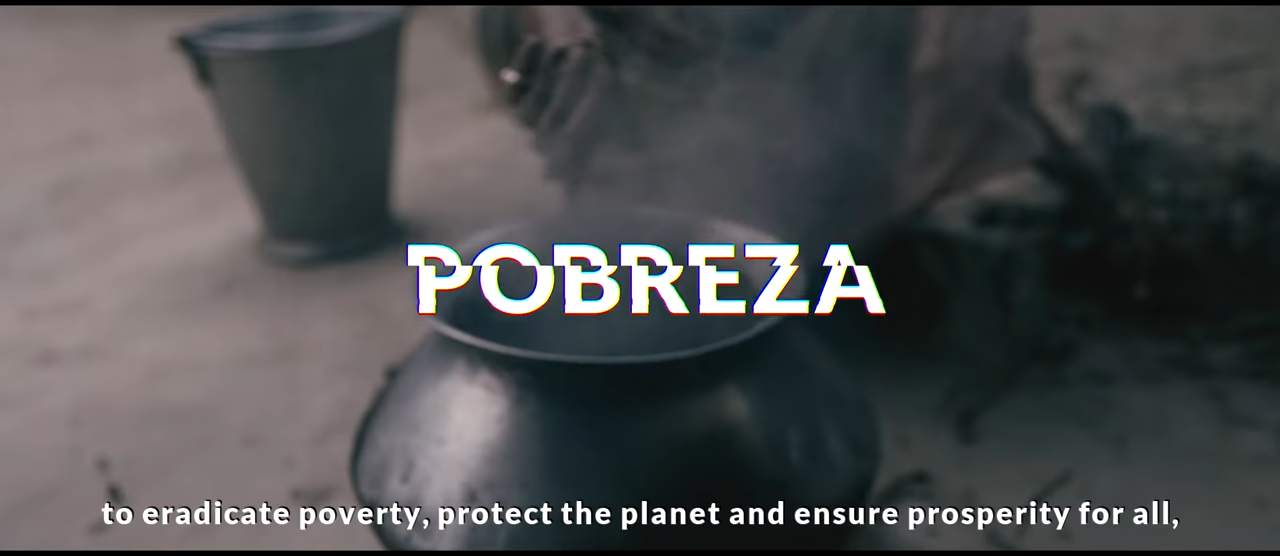 POBREZA
to eradicate poverty, protect the planet and ensure prosperity for all,